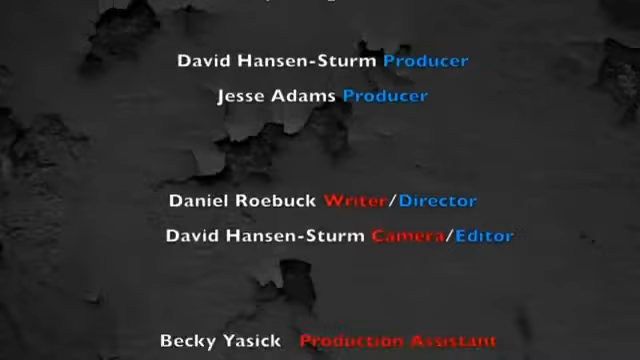 David Hansen-Sturm Producer
Jesse Adams Producer
Daniel Roebuck Writer/Director
David Hansen-Sturm Camera/Editor
Becky Yasick Production Assistant